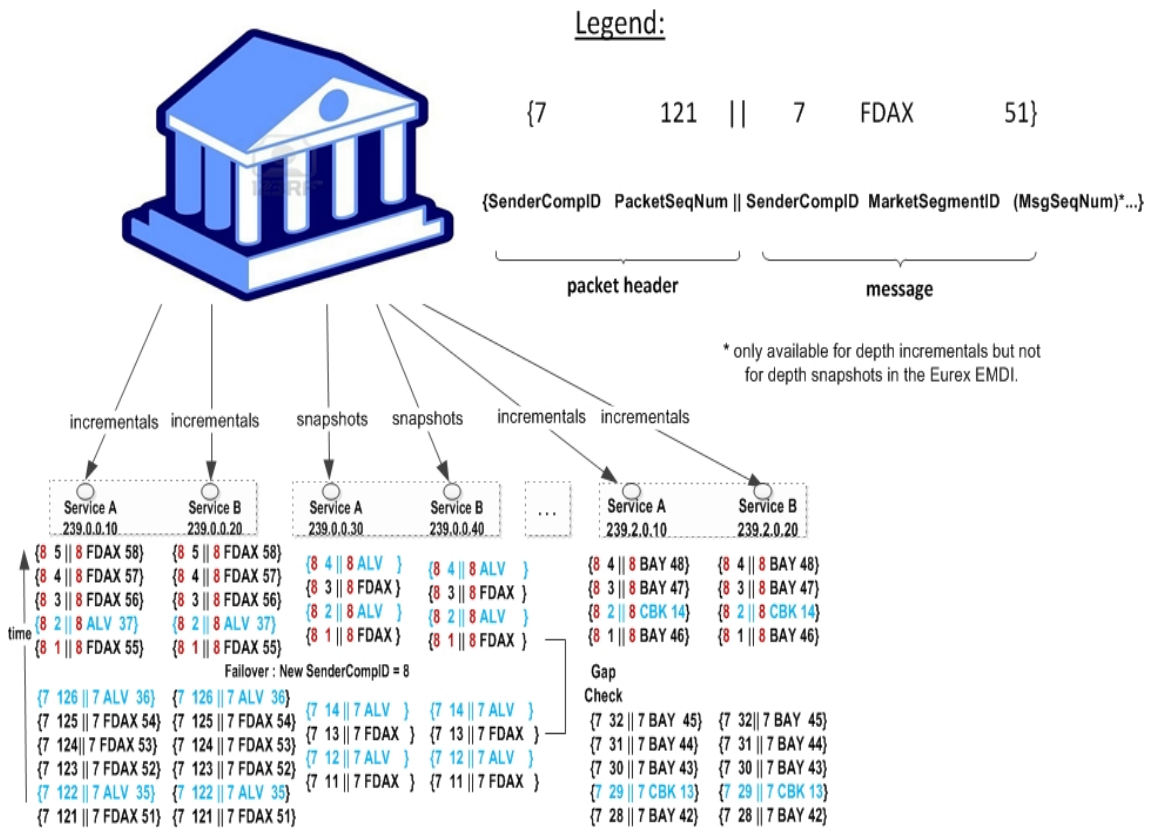 Legend:
{7 121 || 7 FDAX 51}
{SenderCompID PacketSeqNum || SenderCompID MarketSegmentID (MsgSeqNum)*...}
packet header message
* only available for depth incrementals but not
for depth snapshots in the Eurex EMDI.
incrementals incrementals snapshots snapshots incrementals incrementals
Service A Service B Service A Service B ... Service A Service B
239.0.0.10 239.0.0.20 239.0.0.30 239.0.0.40 239.2.0.10 239.2.0.20
time
{8 5 || 8 FDAX 58} {8 5 || 8 FDAX 58}
{8 4 || 8 FDAX 57} {8 4 || 8 FDAX 57}
{8 3 || 8 FDAX 56} {8 3 || 8 FDAX 56}
{8 2 || 8 ALV 37} {8 2 || 8 ALV 37}
{8 1 || 8 FDAX 55} {8 1 || 8 FDAX 55}
{8 4 || 8 ALV } {8 4 || 8 ALV }
{8 3 || 8 FDAX } {8 3 || 8 FDAX }
{8 2 || 8 ALV } {8 2 || 8 ALV }
{8 1 || 8 FDAX } {8 1 || 8 FDAX }
{8 4 || 8 BAY 48} {8 4 || 8 BAY 48}
{8 3 || 8 BAY 47} {8 3 || 8 BAY 47}
{8 2 || 8 CBK 14} {8 2 || 8 CBK 14}
{8 1 || 8 BAY 46} {8 1 || 8 BAY 46}
Failover : New SenderCompID = 8
Gap
Check
{7 126 || 7 ALV 36} {7 126 || 7 ALV 36}
{7 125 || 7 FDAX 54} {7 125 || 7 FDAX 54}
{7 124|| 7 FDAX 53} {7 124 || 7 FDAX 53}
{7 123 || 7 FDAX 52} {7 123 || 7 FDAX 52}
{7 122 || 7 ALV 35} {7 122 || 7 ALV 35}
{7 121 || 7 FDAX 51} {7 121 || 7 FDAX 51}
{7 14 || 7 ALV } {7 14 || 7 ALV }
{7 13 || 7 FDAX } {7 13 || 7 FDAX }
{7 12 || 7 ALV } {7 12 || 7 ALV }
{7 11 || 7 FDAX } {7 11 || 7 FDAX }
{7 32 || 7 BAY 45} {7 32|| 7 BAY 45}
{7 31 || 7 BAY 44} {7 31 || 7 BAY 44}
{7 30 || 7 BAY 43} {7 30 || 7 BAY 43}
{7 29 || 7 CBK 13} {7 29 || 7 CBK 13}
{7 28 || 7 BAY 42} {7 28 || 7 BAY 42}